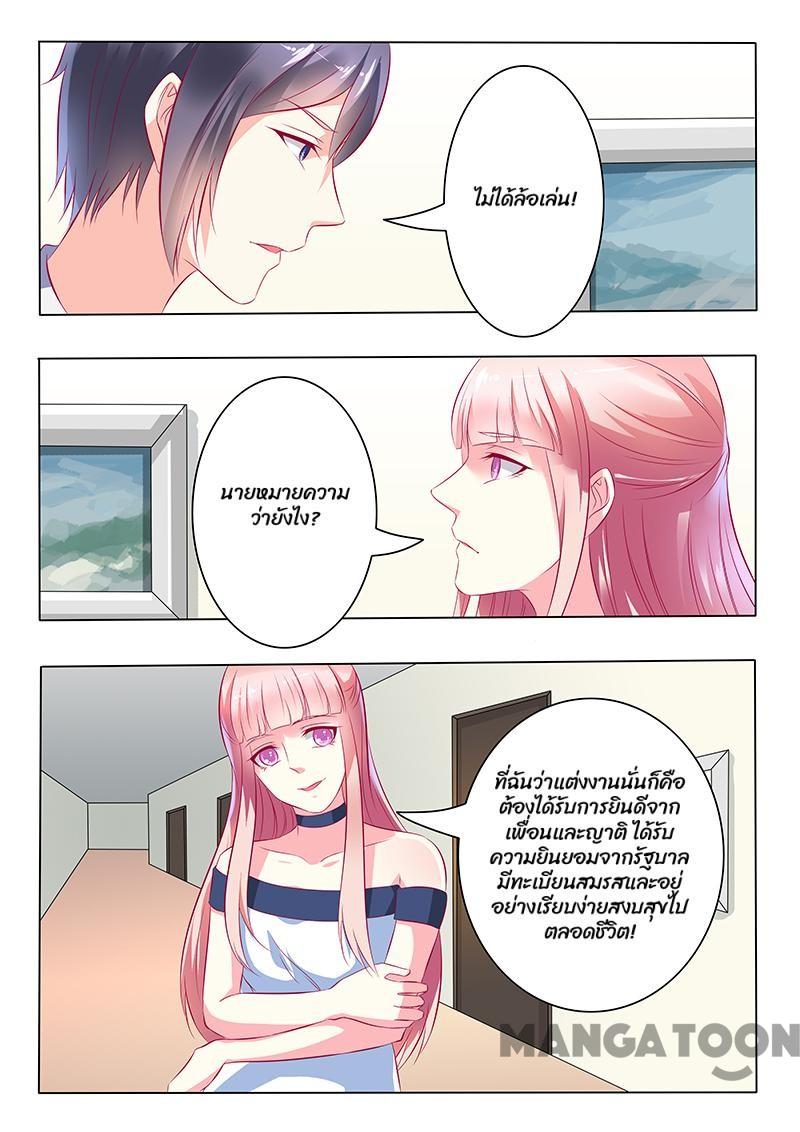 ไม่ได้ล้อเล่น!
นายหมายความ
ว่ายังไง?
ที่ฉันว่าแต่งงานนั่นก็คือ
ต้องได้รับการยินดีจาก
เพื่อนและญาติ ได้รับ
ความยินยอมจากรัฐบาล
มีทะเบียนสมรสและอยู่
อย่างเรียบง่ายสงบสุขไป
ตลอดชีวิต!
MANGATOON